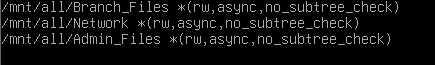 /mnt/all/Branch_Files *(rw,async,no_subtree_check)
/mnt/all/Network *(rw,async,no_subtree_check)
/mnt/all/Admin_Files *(rw,async,no_subtree_check)